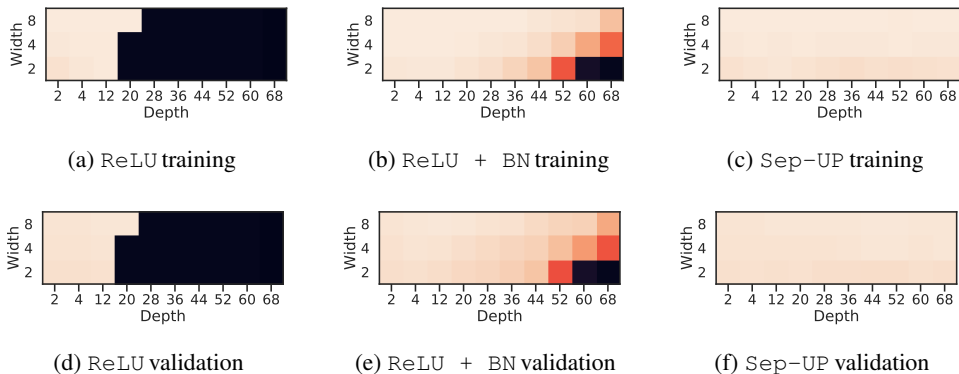 Width
8
4
2
2 4 12 20 28 36 44 52 60 68
Depth
(a) ReLU training
Width
8
4
2
2 4 12 20 28 36 44 52 60 68
Depth
(b) ReLU + BN training
Width
8
4
2
2 4 12 20 28 36 44 52 60 68
Depth
(c) Sep-UP training
Width
8
4
2
2 4 12 20 28 36 44 52 60 68
Depth
(d) ReLU validation
Width
8
4
2
2 4 12 20 28 36 44 52 60 68
Depth
(e) ReLU + BN validation
Width
8
4
2
2 4 12 20 28 36 44 52 60 68
Depth
(f) Sep-UP validation